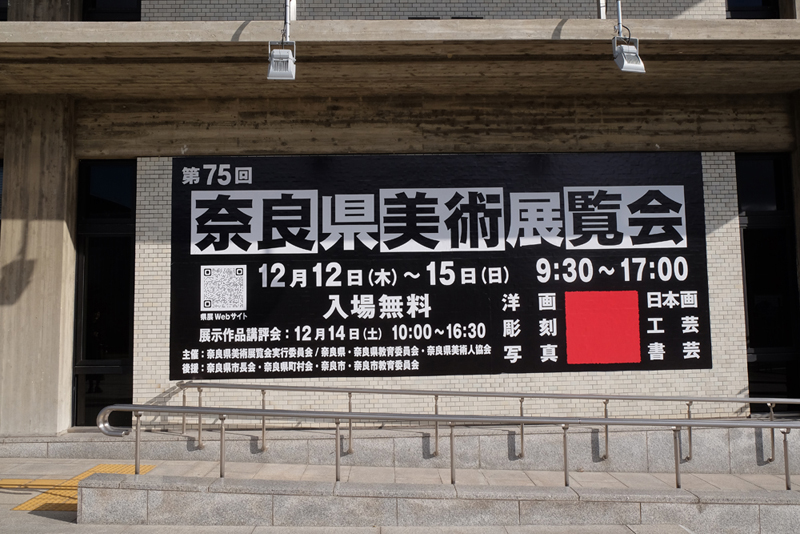 第75回
奈良県美術展覧会
12月12日(木)～15日(日) 9:30～17:00
県展Webサイト
入場無料
展示作品講評会：12月14日(土) 10:00～16:30
主催：奈良県美術展覧会実行委員会/奈良県・奈良県教育委員会・奈良県美術人協会
後援：奈良県市長会・奈良県町村会・奈良市・奈良市教育委員会
洋画 日本画
彫刻 工芸
写真 書芸